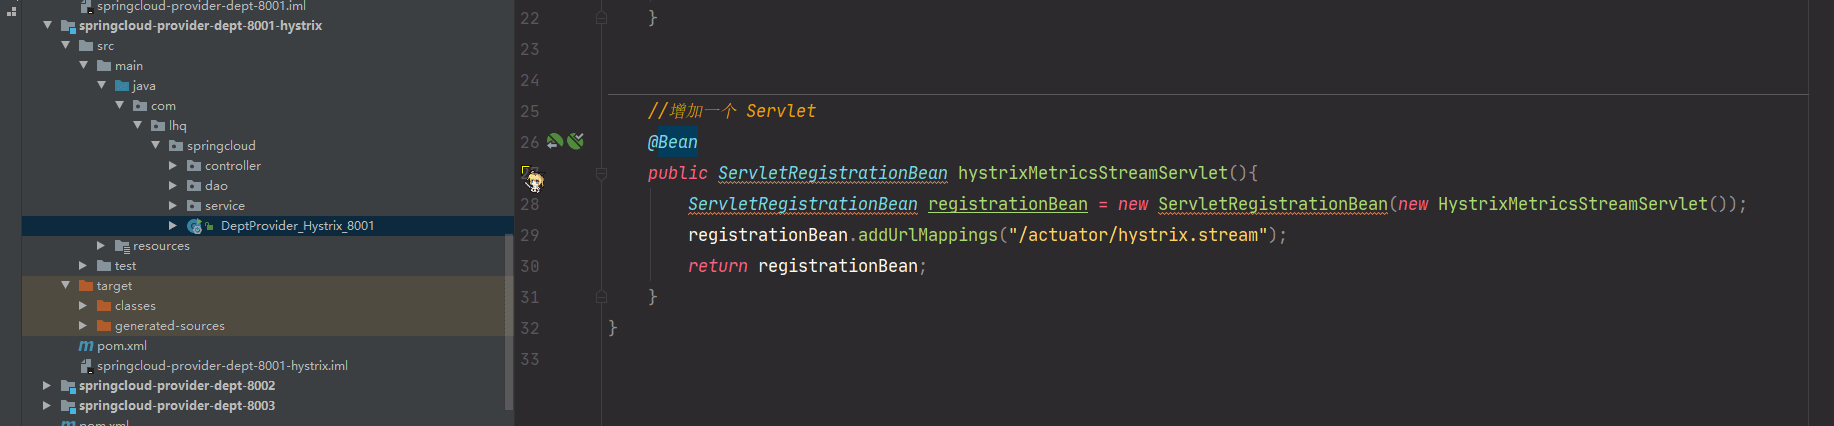 springcloud-provider-dept-8001.iml
springcloud-provider-dept-8001-hystrix
src
main
java
com
lhq
springcloud
controller
dao
service
DeptProvider_Hystrix_8001
resources
test
target
classes
generated-sources
pom.xml
springcloud-provider-dept-8001-hystrix.iml
springcloud-provider-dept-8002
springcloud-provider-dept-8003
pom.xml
22 }
23
24
25 //增加一个 Servlet
26 @Bean
public ServletRegistrationBean hystrixMetricsStreamServlet(){
28 ServletRegistrationBean registrationBean = new ServletRegistrationBean(new HystrixMetricsStreamServlet());
29 registrationBean.addUrlMappings("/actuator/hystrix.stream");
30 return registrationBean;
31 }
32 }
33